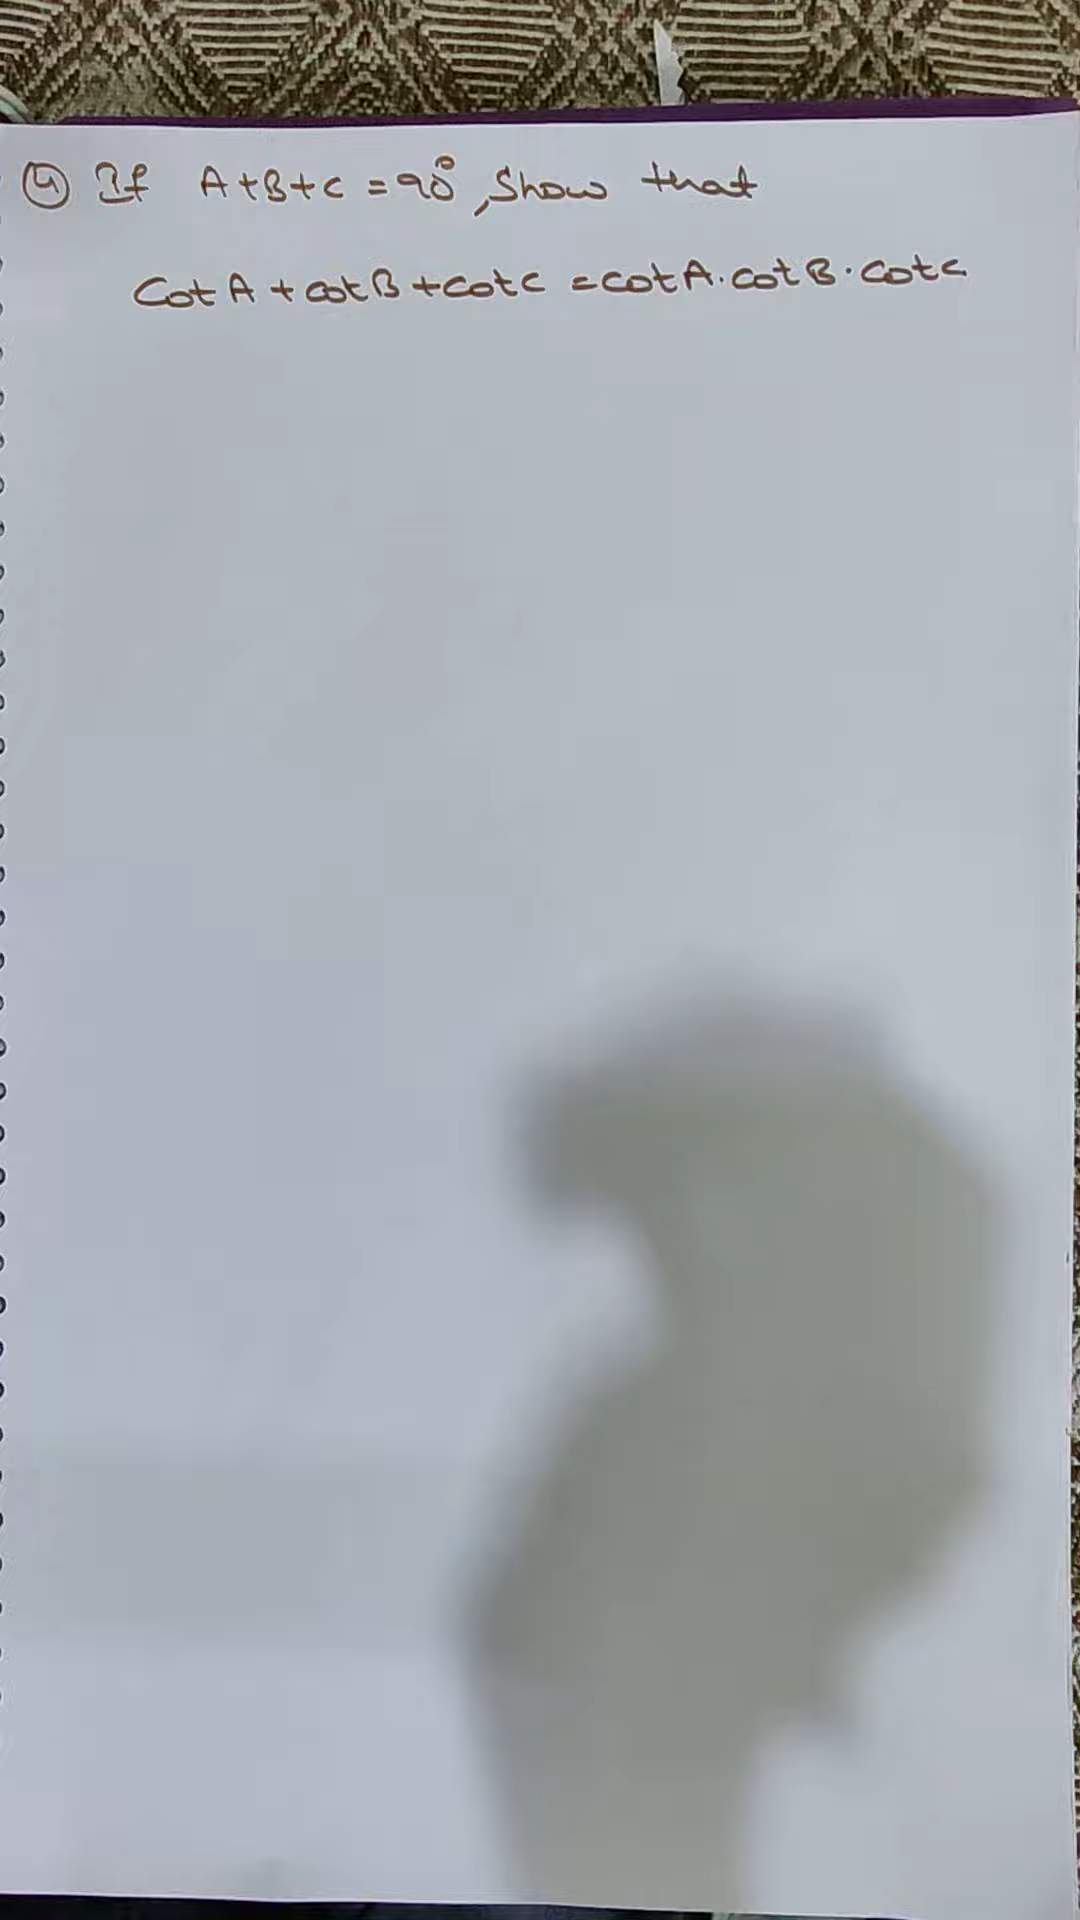 ④ If A+B+C = 90°, Show that
Cot A + cot B + cot C = cot A . cot B . cot C